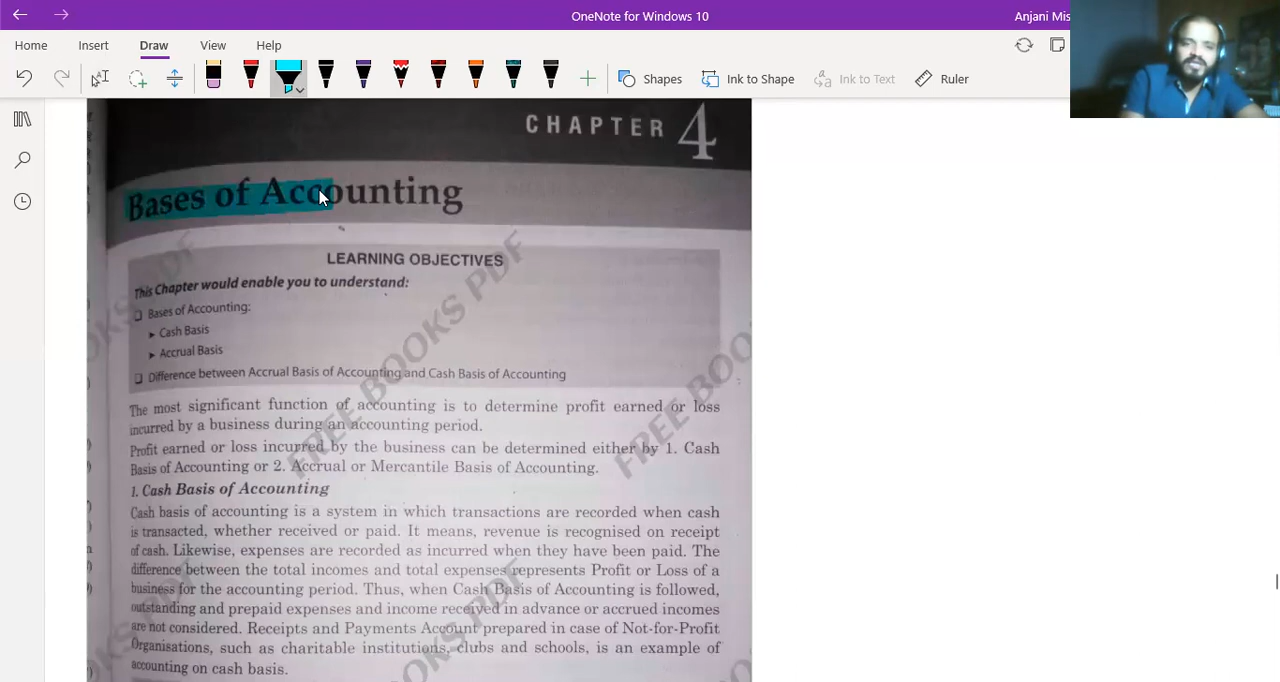 OneNote for Windows 10
Anjani Mis
Home Insert Draw View Help
Shapes Ink to Shape Ink to Text Ruler
CHAPTER 4
Bases of Accounting
LEARNING OBJECTIVES
This Chapter would enable you to understand:
❑ Bases of Accounting:
➤ Cash Basis
➤ Accrual Basis
❑ Difference between Accrual Basis of Accounting and Cash Basis of Accounting
The most significant function of accounting is to determine profit earned or loss
incurred by a business during an accounting period.
Profit earned or loss incurred by the business can be determined either by 1. Cash
Basis of Accounting or 2. Accrual or Mercantile Basis of Accounting.
1. Cash Basis of Accounting
Cash basis of accounting is a system in which transactions are recorded when cash
is transacted, whether received or paid. It means, revenue is recognised on receipt
of cash. Likewise, expenses are recorded as incurred when they have been paid. The
difference between the total incomes and total expenses represents Profit or Loss of a
business for the accounting period. Thus, when Cash Basis of Accounting is followed,
outstanding and prepaid expenses and income received in advance or accrued incomes
are not considered. Receipts and Payments Account prepared in case of Not-for-Profit
Organisations, such as charitable institutions, clubs and schools, is an example of
accounting on cash basis.
FREE BOOKS PDF
FREE BOO
OOKS PDF
BOOKS PDF